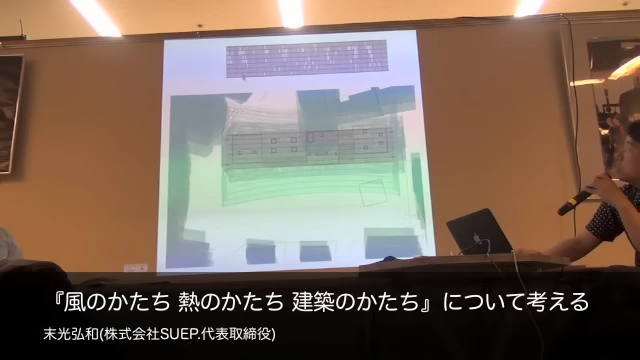 『風のかたち 熱のかたち 建築のかたち』について考える
末光弘和(株式会社SUEP.代表取締役)